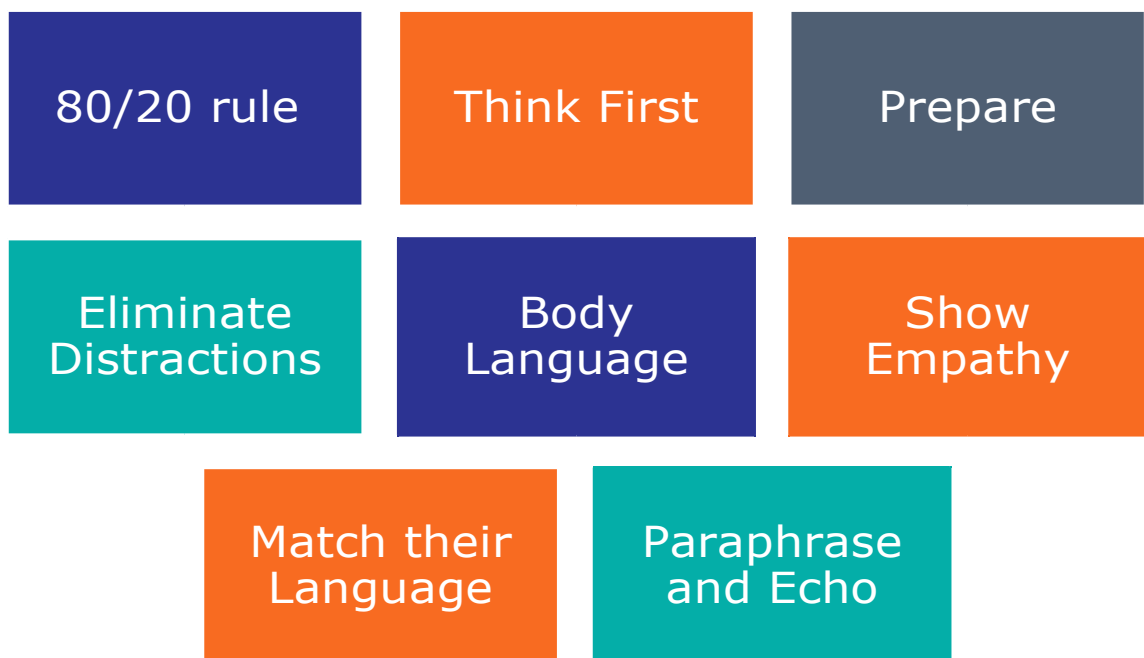 80/20 rule
Think First
Prepare
Eliminate
Distractions
Body
Language
Show
Empathy
Match their
Language
Paraphrase
and Echo